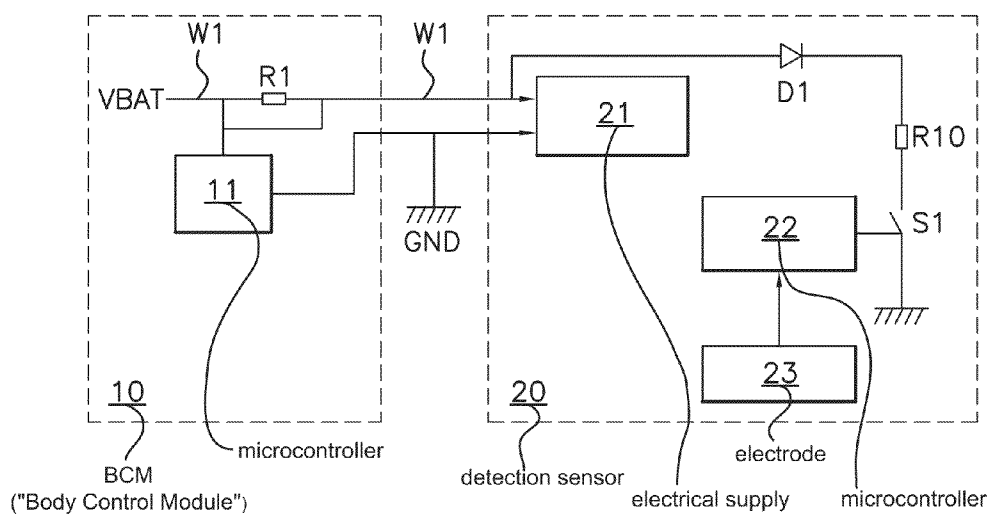 W1
W1
R1
VBAT
D1
21
R10
11
S1
22
GND
23
10
20
microcontroller
electrode
BCM
("Body Control Module")
detection sensor
electrical supply
microcontroller